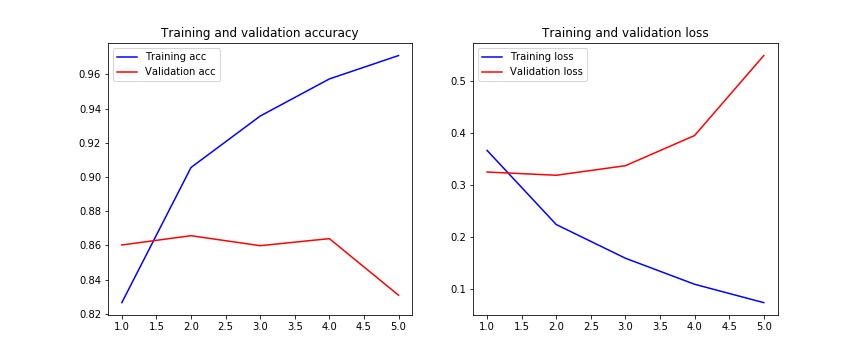 Training and validation accuracy
Training acc
Validation acc
0.96
0.94
0.92
0.90
0.88
0.86
0.84
0.82
1.0 1.5 2.0 2.5 3.0 3.5 4.0 4.5 5.0
Training and validation loss
Training loss
Validation loss
0.5
0.4
0.3
0.2
0.1
1.0 1.5 2.0 2.5 3.0 3.5 4.0 4.5 5.0